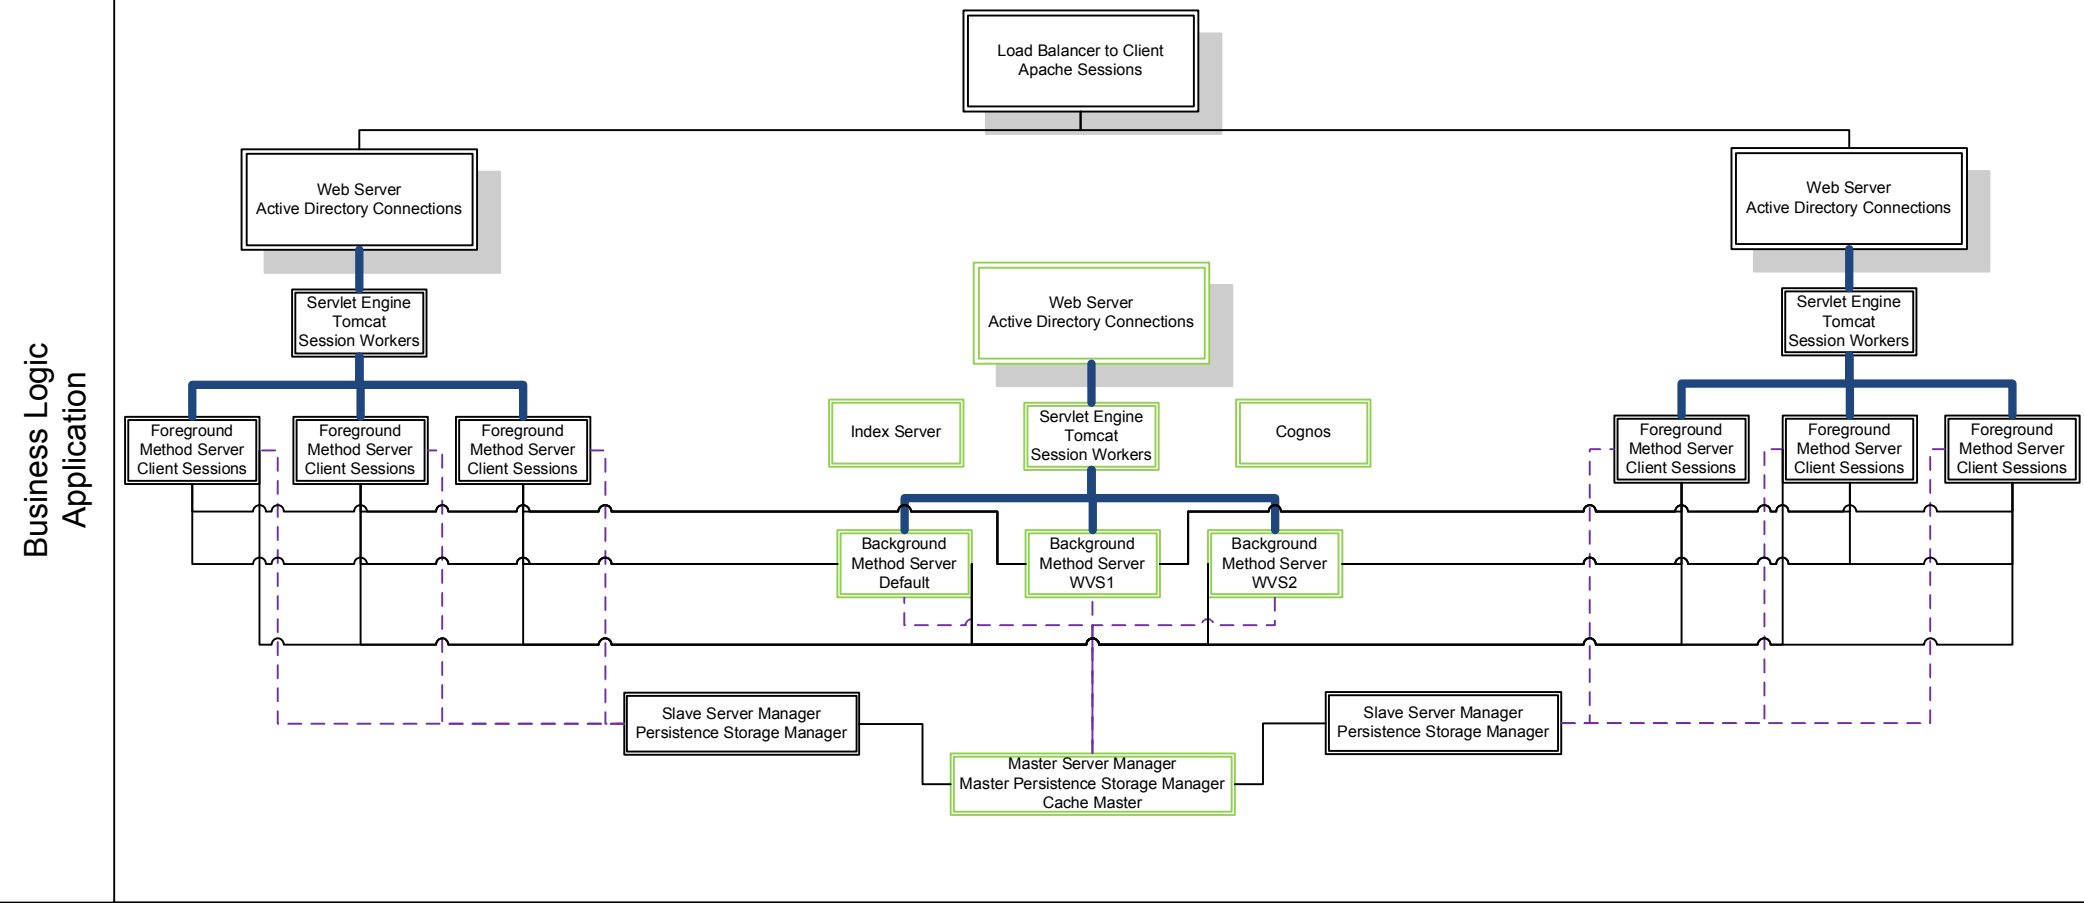 Business Logic
Application
Load Balancer to Client
Apache Sessions
Web Server
Active Directory Connections
Web Server
Active Directory Connections
Servlet Engine
Tomcat
Session Workers
Web Server
Active Directory Connections
Servlet Engine
Tomcat
Session Workers
Foreground
Method Server
Client Sessions
Foreground
Method Server
Client Sessions
Foreground
Method Server
Client Sessions
Index Server
Servlet Engine
Tomcat
Session Workers
Cognos
Foreground
Method Server
Client Sessions
Foreground
Method Server
Client Sessions
Foreground
Method Server
Client Sessions
Background
Method Server
Default
Background
Method Server
WVS1
Background
Method Server
WVS2
Slave Server Manager
Persistence Storage Manager
Slave Server Manager
Persistence Storage Manager
Master Server Manager
Master Persistence Storage Manager
Cache Master